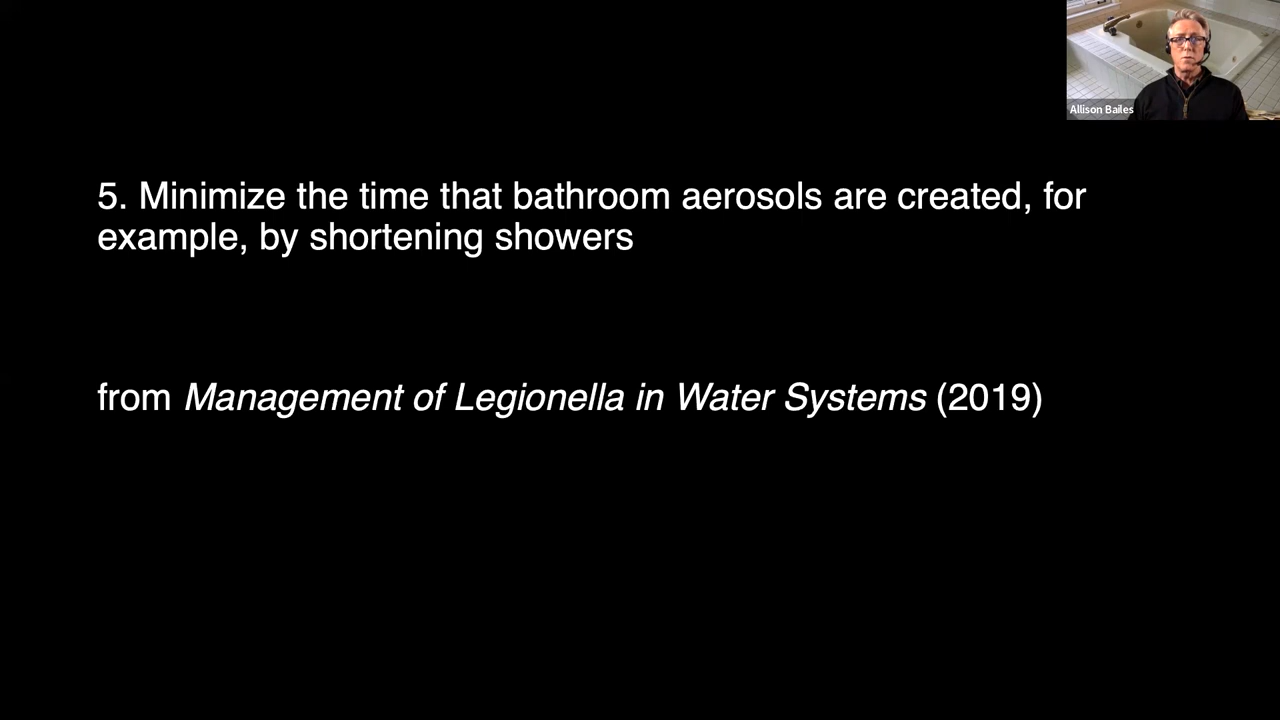 Allison Bailes
5. Minimize the time that bathroom aerosols are created, for
example, by shortening showers
from Management of Legionella in Water Systems (2019)